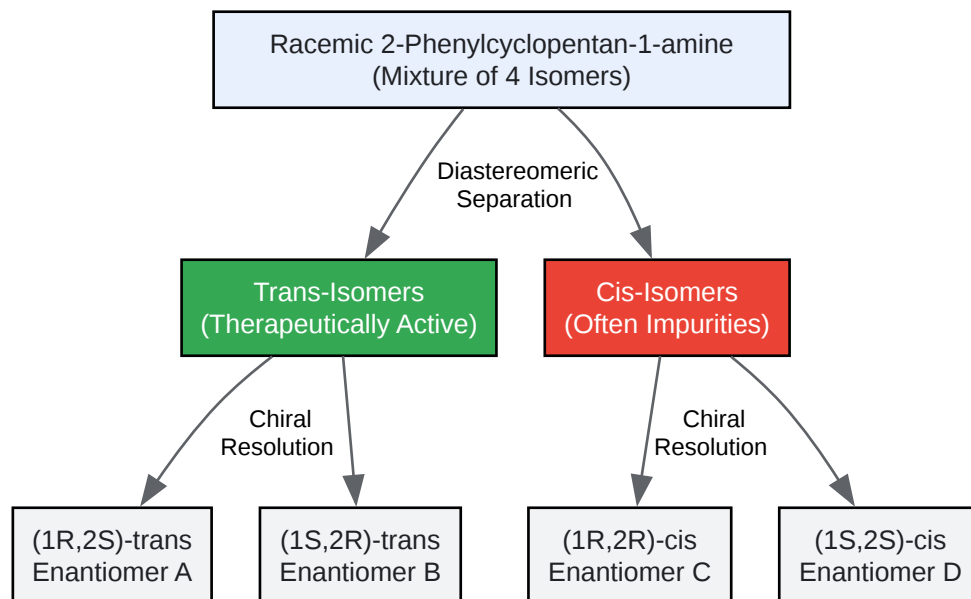 Racemic 2-Phenylcyclopentan-1-amine
(Mixture of 4 Isomers)
Diastereomeric
Separation
Trans-Isomers
(Therapeutically Active)
Cis-Isomers
(Often Impurities)
Chiral
Resolution
Chiral
Resolution
(1R,2S)-trans
Enantiomer A
(1S,2R)-trans
Enantiomer B
(1R,2R)-cis
Enantiomer C
(1S,2S)-cis
Enantiomer D